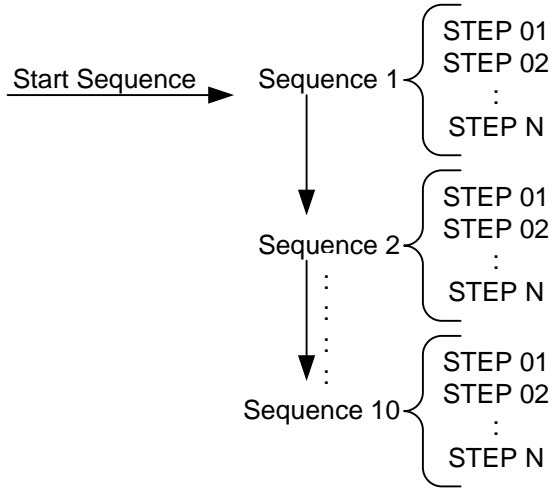 Start Sequence
Sequence 1
STEP 01
STEP 02
:
STEP N
Sequence 2
STEP 01
STEP 02
:
STEP N
:
:
:
:
Sequence 10
STEP 01
STEP 02
:
STEP N